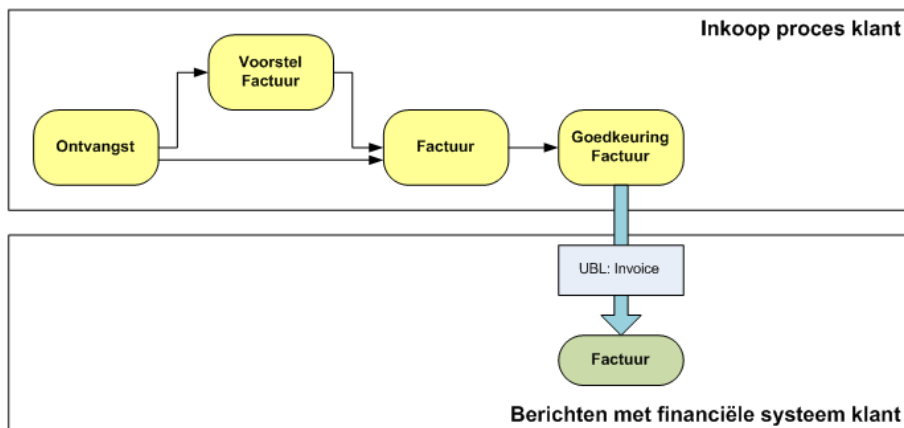 Inkoop proces klant
Voorstel
Factuur
Ontvangst
Factuur
Goedkeuring
Factuur
UBL: Invoice
Factuur
Berichten met financiële systeem klant